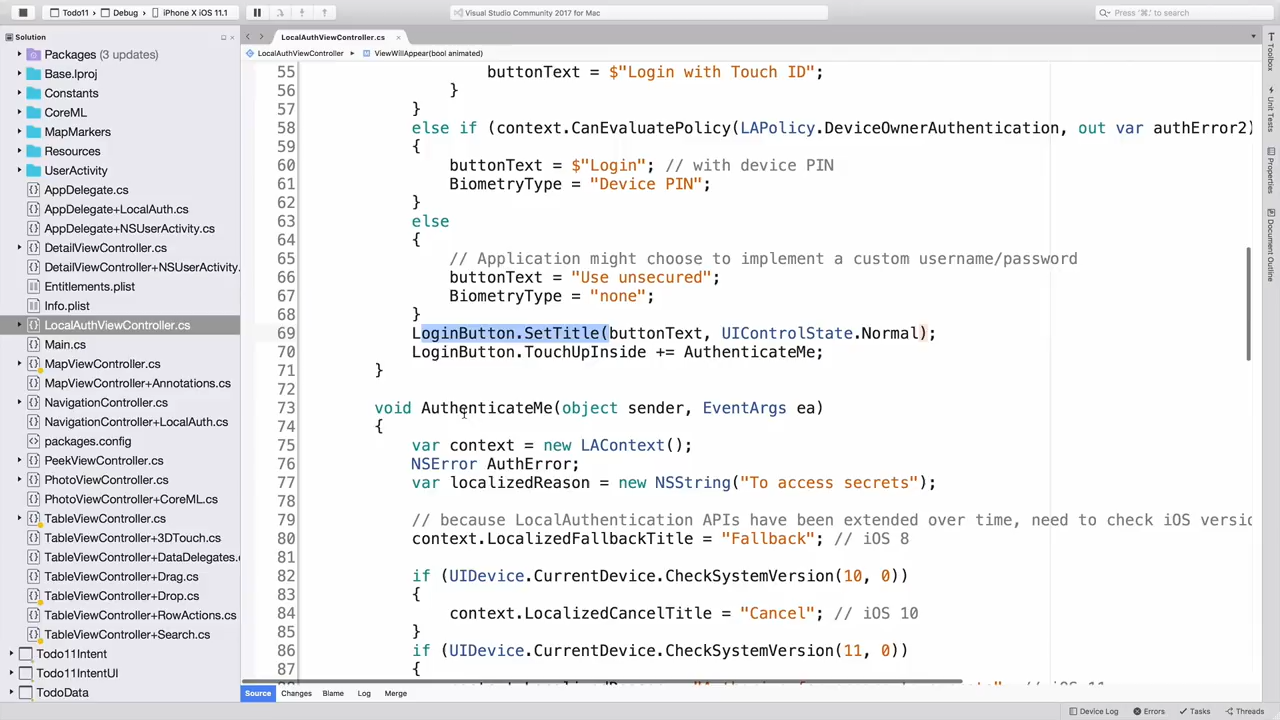 Todo11 > Debug > iPhone X iOS 11.1
Visual Studio Community 2017 for Mac
Press '⌘.' to search
Solution
LocalAuthViewController.cs
LocalAuthViewController ▸ ViewWillAppear(bool animated)
Packages (3 updates)
Base.lproj
Constants
CoreML
MapMarkers
Resources
UserActivity
AppDelegate.cs
AppDelegate+LocalAuth.cs
AppDelegate+NSUserActivity.cs
DetailViewController.cs
DetailViewController+NSUserActivity.
Entitlements.plist
Info.plist
LocalAuthViewController.cs
Main.cs
MapViewController.cs
MapViewController+Annotations.cs
NavigationController.cs
NavigationController+LocalAuth.cs
packages.config
PeekViewController.cs
PhotoViewController.cs
PhotoViewController+CoreML.cs
TableViewController.cs
TableViewController+3DTouch.cs
TableViewController+DataDelegates.
TableViewController+Drag.cs
TableViewController+Drop.cs
TableViewController+RowActions.cs
TableViewController+Search.cs
Todo11Intent
Todo11IntentUI
TodoData
55 buttonText = $"Login with Touch ID";
56 }
57 }
58 else if (context.CanEvaluatePolicy(LAPolicy.DeviceOwnerAuthentication, out var authError2)
59 {
60 buttonText = $"Login"; // with device PIN
61 BiometryType = "Device PIN";
62 }
63 else
64 {
65 // Application might choose to implement a custom username/password
66 buttonText = "Use unsecured";
67 BiometryType = "none";
68 }
69 LoginButton.SetTitle(buttonText, UIControlState.Normal);
70 LoginButton.TouchUpInside += AuthenticateMe;
71 }
72
73 void AuthenticateMe(object sender, EventArgs ea)
74 {
75 var context = new LAContext();
76 NSError AuthError;
77 var localizedReason = new NSString("To access secrets");
78
79 // because LocalAuthentication APIs have been extended over time, need to check iOS versio
80 context.LocalizedFallbackTitle = "Fallback"; // iOS 8
81
82 if (UIDevice.CurrentDevice.CheckSystemVersion(10, 0))
83 {
84 context.LocalizedCancelTitle = "Cancel"; // iOS 10
85 }
86 if (UIDevice.CurrentDevice.CheckSystemVersion(11, 0))
87 {
Toolbox
Unit Tests
Properties
Document Outline
Source Changes Blame Log Merge
Device Log Errors Tasks Threads